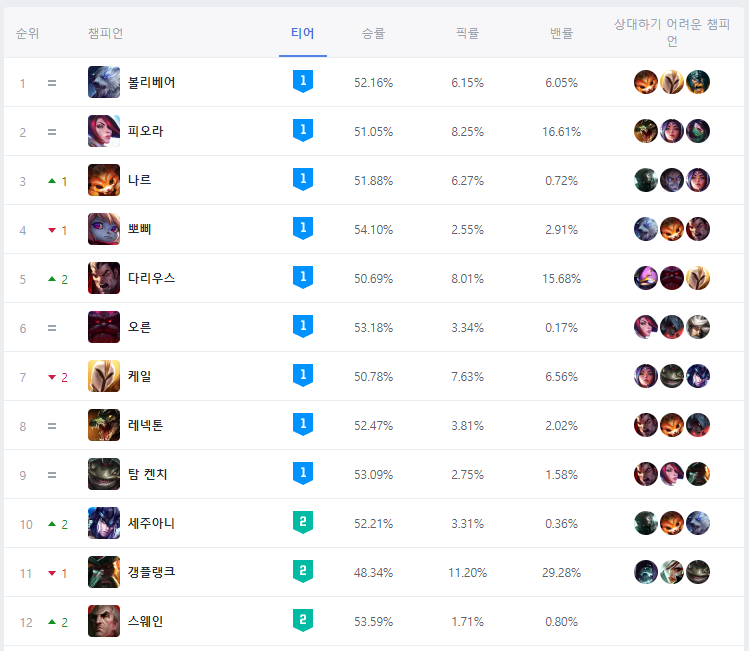 순위 챔피언 티어 승률 픽률 밴률 상대하기 어려운 챔피
언
1 = 볼리베어 1 52.16% 6.15% 6.05%
2 = 피오라 1 51.05% 8.25% 16.61%
3 ▲ 1 나르 1 51.88% 6.27% 0.72%
4 ▼ 1 뽀삐 1 54.10% 2.55% 2.91%
5 ▲ 2 다리우스 1 50.69% 8.01% 15.68%
6 = 오른 1 53.18% 3.34% 0.17%
7 ▼ 2 케일 1 50.78% 7.63% 6.56%
8 = 레넥톤 1 52.47% 3.81% 2.02%
9 = 탐 켄치 1 53.09% 2.75% 1.58%
10 ▲ 2 세주아니 2 52.21% 3.31% 0.36%
11 ▼ 1 갱플랭크 2 48.34% 11.20% 29.28%
12 ▲ 2 스웨인 2 53.59% 1.71% 0.80%